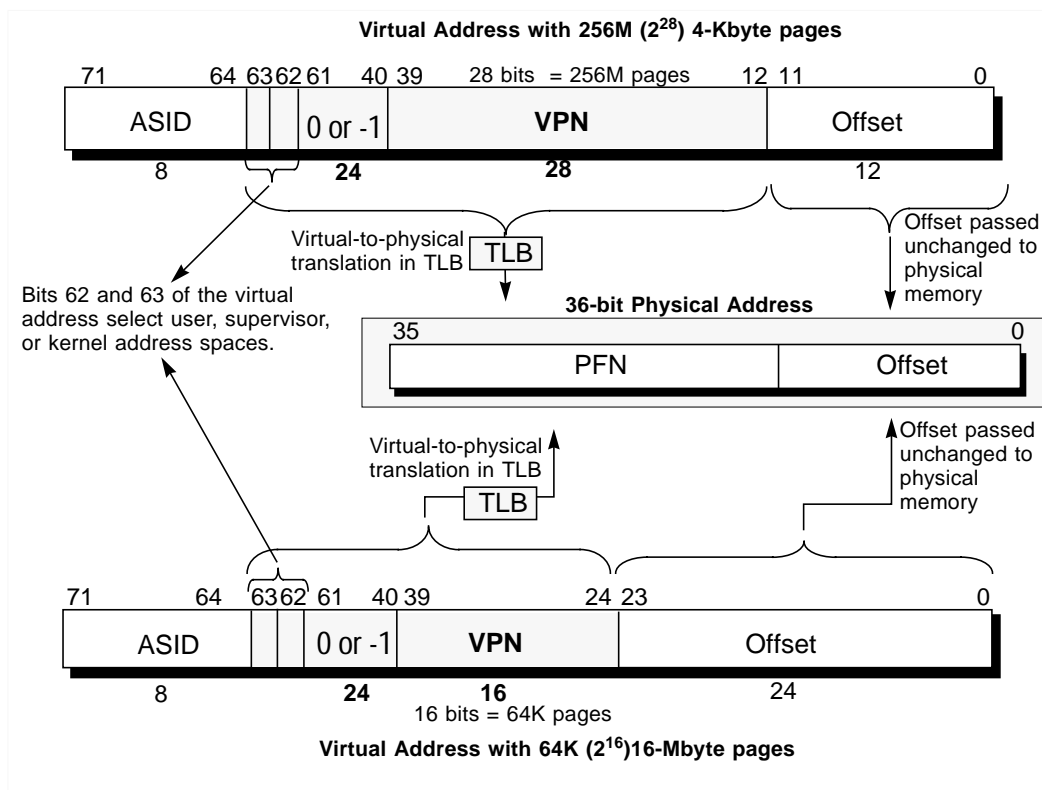 Virtual Address with 256M (2^28) 4-Kbyte pages
71 64 63 62 61 40 39 28 bits = 256M pages 12 11 0
ASID 0 or -1 VPN Offset
8 24 28 12
Virtual-to-physical
translation in TLB
TLB
Offset passed
unchanged to
physical
memory
Bits 62 and 63 of the virtual
address select user, supervisor,
or kernel address spaces.
36-bit Physical Address
35 0
PFN Offset
Virtual-to-physical
translation in TLB
TLB
Offset passed
unchanged to
physical
memory
71 64 63 62 61 40 39 24 23 0
ASID 0 or -1 VPN Offset
8 24 16 24
16 bits = 64K pages
Virtual Address with 64K (2^16)16-Mbyte pages